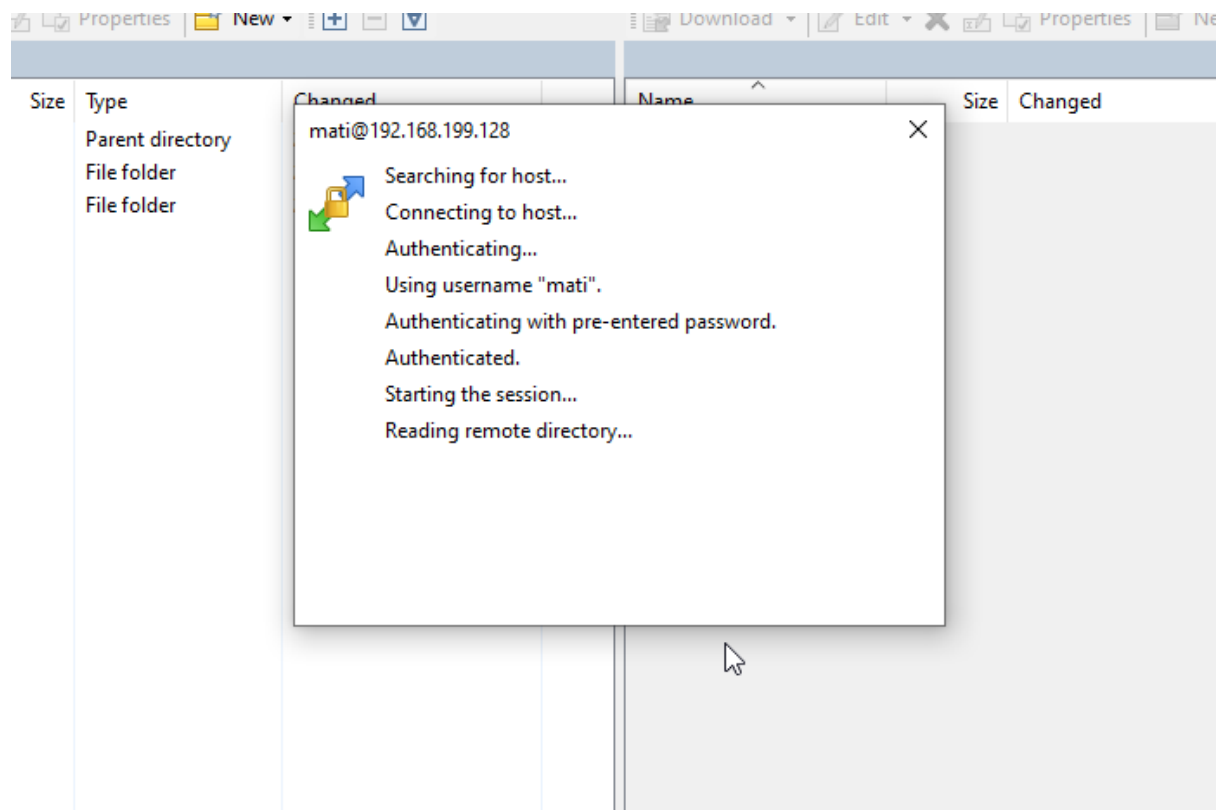 Properties New Download Edit Properties Ne
Size Type Changed Name Size Changed
Parent directory
File folder
File folder
mati@192.168.199.128
Searching for host...
Connecting to host...
Authenticating...
Using username "mati".
Authenticating with pre-entered password.
Authenticated.
Starting the session...
Reading remote directory...